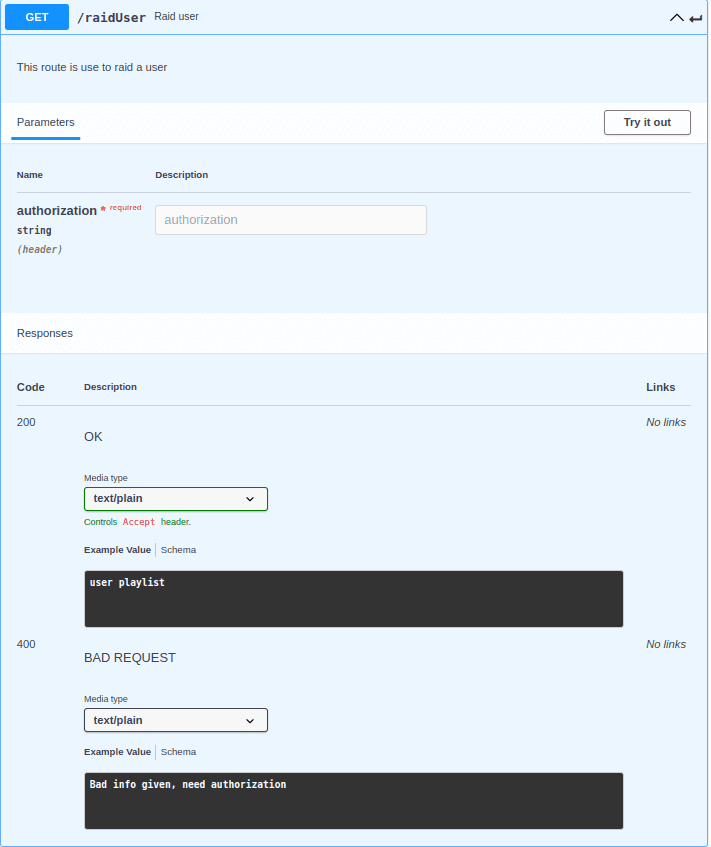 GET /raidUser Raid user
This route is use to raid a user
Parameters Try it out
Name Description
authorization * required authorization
string
(header)
Responses
Code Description Links
200 No links
OK
Media type
text/plain
Controls Accept header.
Example Value Schema
user playlist
400 No links
BAD REQUEST
Media type
text/plain
Example Value Schema
Bad info given, need authorization